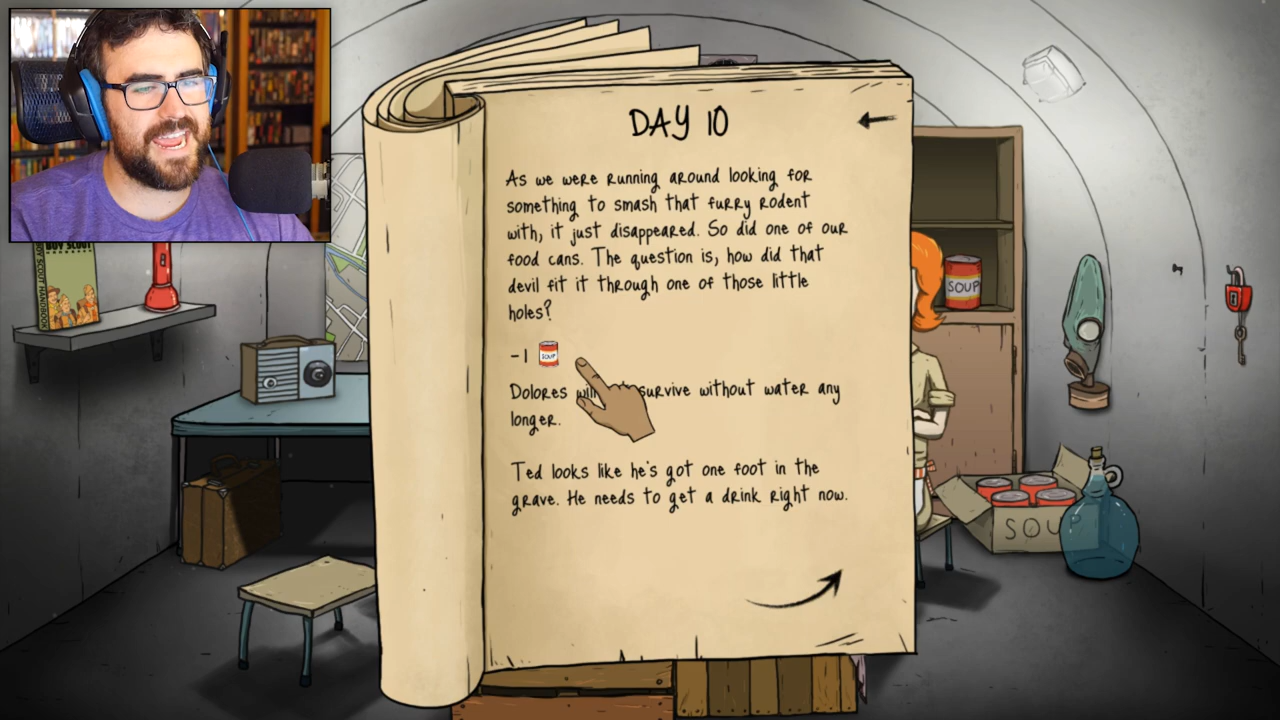 DAY 10
As we were running around looking for
something to smash that furry rodent
with, it just disappeared. So did one of our
food cans. The question is, how did that
devil fit it through one of those little
holes?
-1 SOUP
Dolores survive without water any
longer.
Ted looks like he's got one foot in the
grave. He needs to get a drink right now.
BOY SCOUT
BOY SCOUT HANDBOOK
SOUP
SOUP